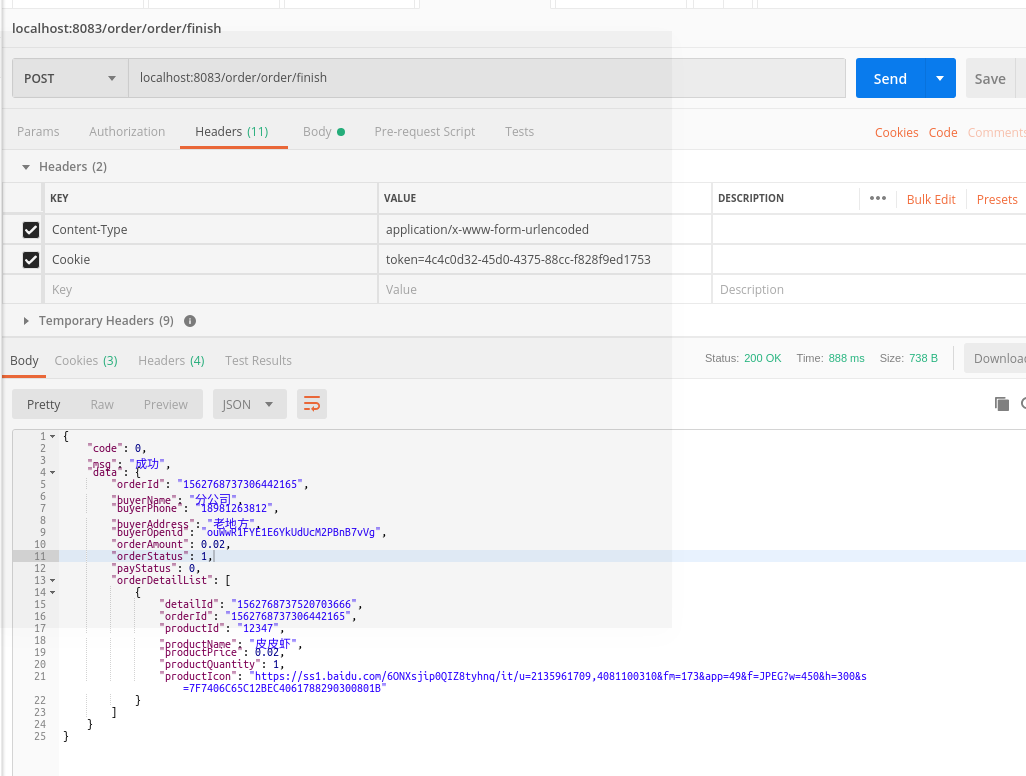 localhost:8083/order/order/finish
POST localhost:8083/order/order/finish Send Save
Params Authorization Headers (11) Body Pre-request Script Tests Cookies Code Comments
Headers (2)
KEY VALUE DESCRIPTION ••• Bulk Edit Presets
Content-Type application/x-www-form-urlencoded
Cookie token=4c4c0d32-45d0-4375-88cc-f828f9ed1753
Key Value Description
Temporary Headers (9)
Body Cookies (3) Headers (4) Test Results Status: 200 OK Time: 888 ms Size: 738 B Download
Pretty Raw Preview JSON
1 {
2 "code": 0,
3 "msg": "成功",
4 "data": {
5 "orderId": "1562768737306442165",
6 "buyerName": "分公司",
7 "buyerPhone": "18981263812",
8 "buyerAddress": "老地方",
9 "buyerOpenid": "ouWwR1FYE1E6YkUdUcM2PBnB7vVg",
10 "orderAmount": 0.02,
11 "orderStatus": 1,
12 "payStatus": 0,
13 "orderDetailList": [
14 {
15 "detailId": "1562768737520703666",
16 "orderId": "1562768737306442165",
17 "productId": "12347",
18 "productName": "皮皮虾",
19 "productPrice": 0.02,
20 "productQuantity": 1,
21 "productIcon": "https://ss1.baidu.com/6ONXsjip0QIZ8tyhnq/it/u=2135961709,4081100310&fm=173&app=49&f=JPEG?w=450&h=300&s
=7F7406C65C12BEC4061788290300801B"
22 }
23 ]
24 }
25 }